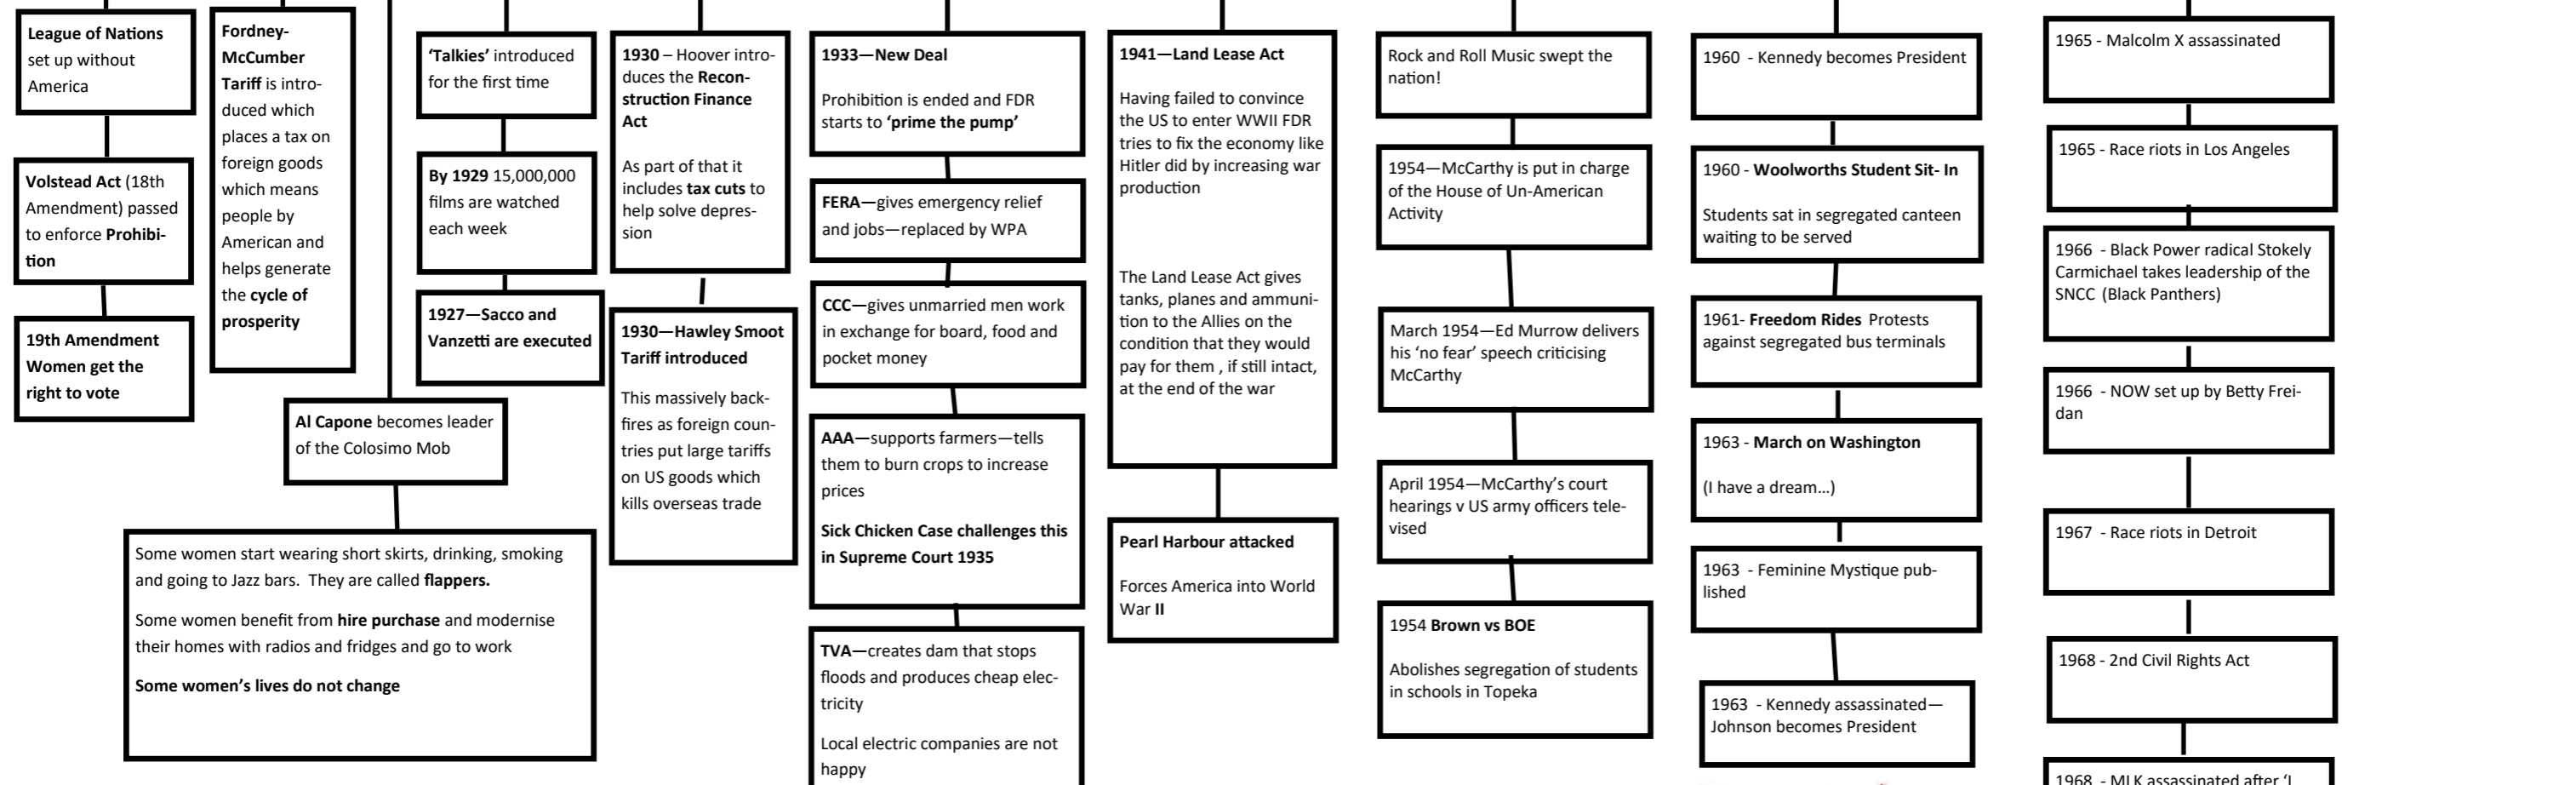 League of Nations
set up without
America
Volstead Act (18th
Amendment) passed
to enforce Prohibi-
tion
19th Amendment
Women get the
right to vote
Fordney-
McCumber
Tariff is intro-
duced which
places a tax on
foreign goods
which means
people by
American and
helps generate
the cycle of
prosperity
Al Capone becomes leader
of the Colosimo Mob
Some women start wearing short skirts, drinking, smoking
and going to Jazz bars.  They are called flappers.
Some women benefit from hire purchase and modernise
their homes with radios and fridges and go to work
Some women’s lives do not change
‘Talkies’ introduced
for the first time
By 1929 15,000,000
films are watched
each week
1927—Sacco and
Vanzetti are executed
1930 – Hoover intro-
duces the Recon-
struction Finance
Act
As part of that it
includes tax cuts to
help solve depres-
sion
1930—Hawley Smoot
Tariff introduced
This massively back-
fires as foreign coun-
tries put large tariffs
on US goods which
kills overseas trade
1933—New Deal
Prohibition is ended and FDR
starts to ‘prime the pump’
FERA—gives emergency relief
and jobs—replaced by WPA
CCC—gives unmarried men work
in exchange for board, food and
pocket money
AAA—supports farmers—tells
them to burn crops to increase
prices
Sick Chicken Case challenges this
in Supreme Court 1935
TVA—creates dam that stops
floods and produces cheap elec-
tricity
Local electric companies are not
happy
1941—Land Lease Act
Having failed to convince
the US to enter WWII FDR
tries to fix the economy like
Hitler did by increasing war
production
The Land Lease Act gives
tanks, planes and ammuni-
tion to the Allies on the
condition that they would
pay for them , if still intact,
at the end of the war
Pearl Harbour attacked
Forces America into World
War II
Rock and Roll Music swept the
nation!
1954—McCarthy is put in charge
of the House of Un-American
Activity
March 1954—Ed Murrow delivers
his ‘no fear’ speech criticising
McCarthy
April 1954—McCarthy’s court
hearings v US army officers tele-
vised
1954 Brown vs BOE
Abolishes segregation of students
in schools in Topeka
1960  - Kennedy becomes President
1960 - Woolworths Student Sit- In
Students sat in segregated canteen
waiting to be served
1961- Freedom Rides  Protests
against segregated bus terminals
1963 - March on Washington
(I have a dream…)
1963  - Feminine Mystique pub-
lished
1963  - Kennedy assassinated—
Johnson becomes President
1965 - Malcolm X assassinated
1965 - Race riots in Los Angeles
1966  - Black Power radical Stokely
Carmichael takes leadership of the
SNCC  (Black Panthers)
1966  - NOW set up by Betty Frei-
dan
1967  - Race riots in Detroit
1968 - 2nd Civil Rights Act
1968  - MLK assassinated after ‘I